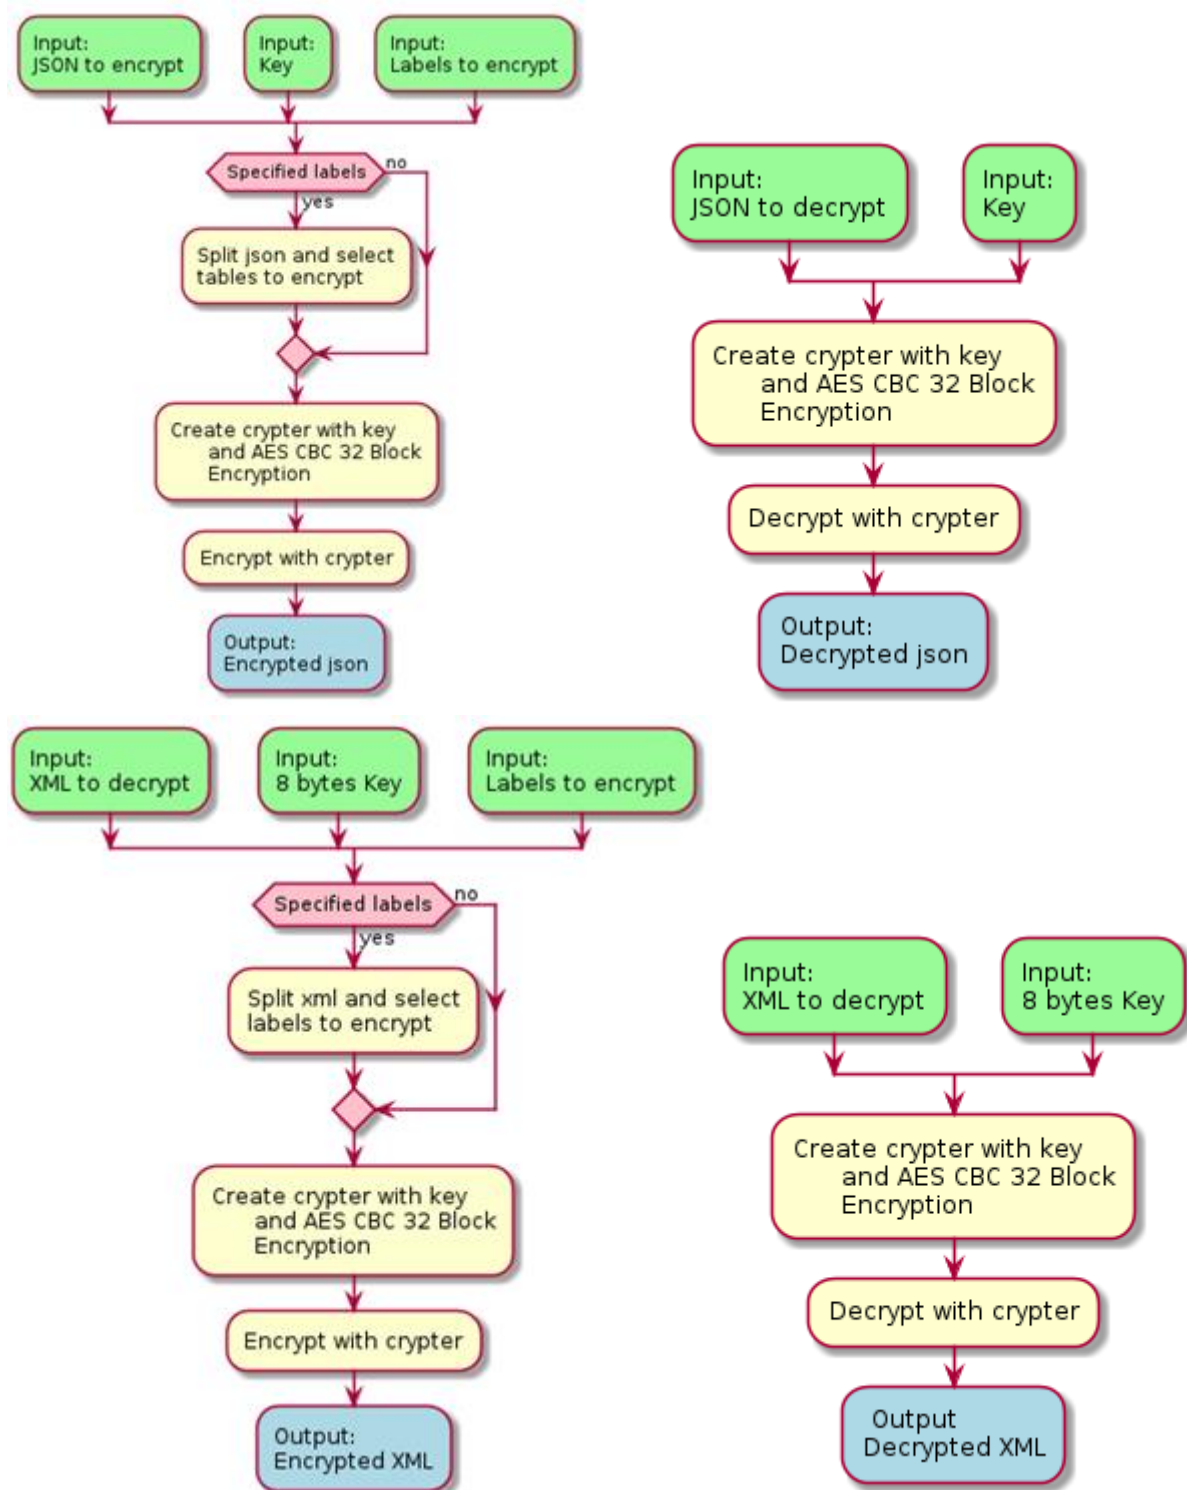 Input:
JSON to encrypt
Input:
Key
Input:
Labels to encrypt
Specified labels
no
yes
Split json and select
tables to encrypt
Create crypter with key
and AES CBC 32 Block
Encryption
Encrypt with crypter
Output:
Encrypted json
Input:
JSON to decrypt
Input:
Key
Create crypter with key
and AES CBC 32 Block
Encryption
Decrypt with crypter
Output:
Decrypted json
Input:
XML to decrypt
Input:
8 bytes Key
Input:
Labels to encrypt
Specified labels
no
yes
Split xml and select
labels to encrypt
Create crypter with key
and AES CBC 32 Block
Encryption
Encrypt with crypter
Output:
Encrypted XML
Input:
XML to decrypt
Input:
8 bytes Key
Create crypter with key
and AES CBC 32 Block
Encryption
Decrypt with crypter
Output
Decrypted XML